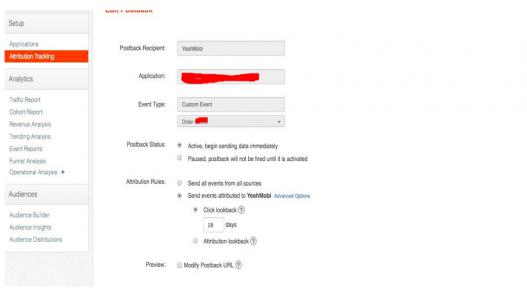 Edit Postback
Setup
Applications
Attribution Tracking
Analytics
Traffic Report
Cohort Report
Revenue Analysis
Trending Analysis
Event Reports
Funnel Analysis
Operational Analysis ▶
Audiences
Audience Builder
Audience Insights
Audience Distributions
Postback Recipient: YeahMobi
Application:
Event Type: Custom Event
Order
Postback Status: Active, begin sending data immediately
Paused, postback will not be fired until it is activated
Attribution Rules: Send all events from all sources
Send events attributed to YeahMobi Advanced Options
Click lookback ?
28 days
Attribution lookback ?
Preview: Modify Postback URL ?